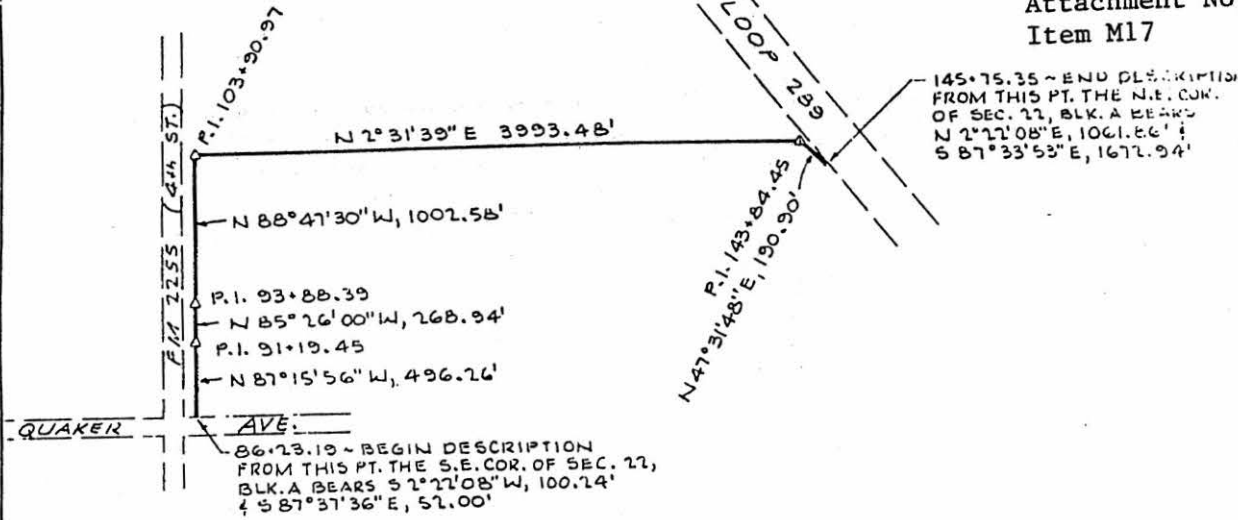 Attachment No
Item M17
LOOP 289
145+75.35 ~ END DESCRIPTION
FROM THIS PT. THE N.E. COR.
OF SEC. 22, BLK. A BEARS
N 2°22'08" E, 1061.86' &
S 87°33'53" E, 1672.94'
P.I. 103+90.97
N 2°31'39" E 3993.48'
FM 2255 (4th ST.)
N 88°47'30" W, 1002.58'
P.I. 143+84.45
N 47°31'48" E, 190.90'
P.I. 93+88.39
N 85°26'00" W, 268.94'
P.I. 91+19.45
N 87°15'56" W, 496.26'
QUAKER AVE.
86+23.19 ~ BEGIN DESCRIPTION
FROM THIS PT. THE S.E. COR. OF SEC. 22,
BLK. A BEARS S 2°22'08" W, 100.24'
& S 87°37'36" E, 52.00'